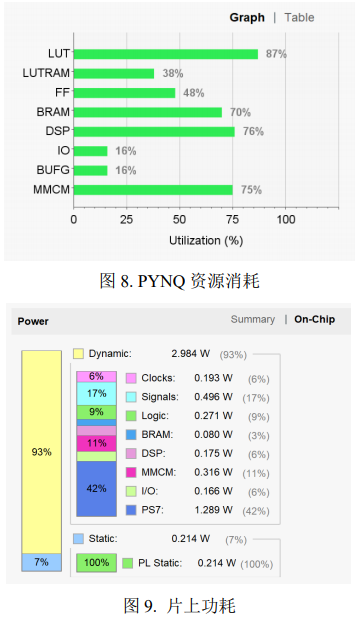 Graph | Table
LUT 87%
LUTRAM 38%
FF 48%
BRAM 70%
DSP 76%
IO 16%
BUFG 16%
MMCM 75%
0 25 50 75 100
Utilization (%)
图 8. PYNQ 资源消耗
Power Summary | On-Chip
Dynamic: 2.984 W (93%)
6% Clocks: 0.193 W (6%)
17% Signals: 0.496 W (17%)
9% Logic: 0.271 W (9%)
BRAM: 0.080 W (3%)
DSP: 0.175 W (6%)
93% 11% MMCM: 0.316 W (11%)
I/O: 0.166 W (6%)
42% PS7: 1.289 W (42%)
Static: 0.214 W (7%)
7% 100% PL Static: 0.214 W (100%)
图 9. 片上功耗